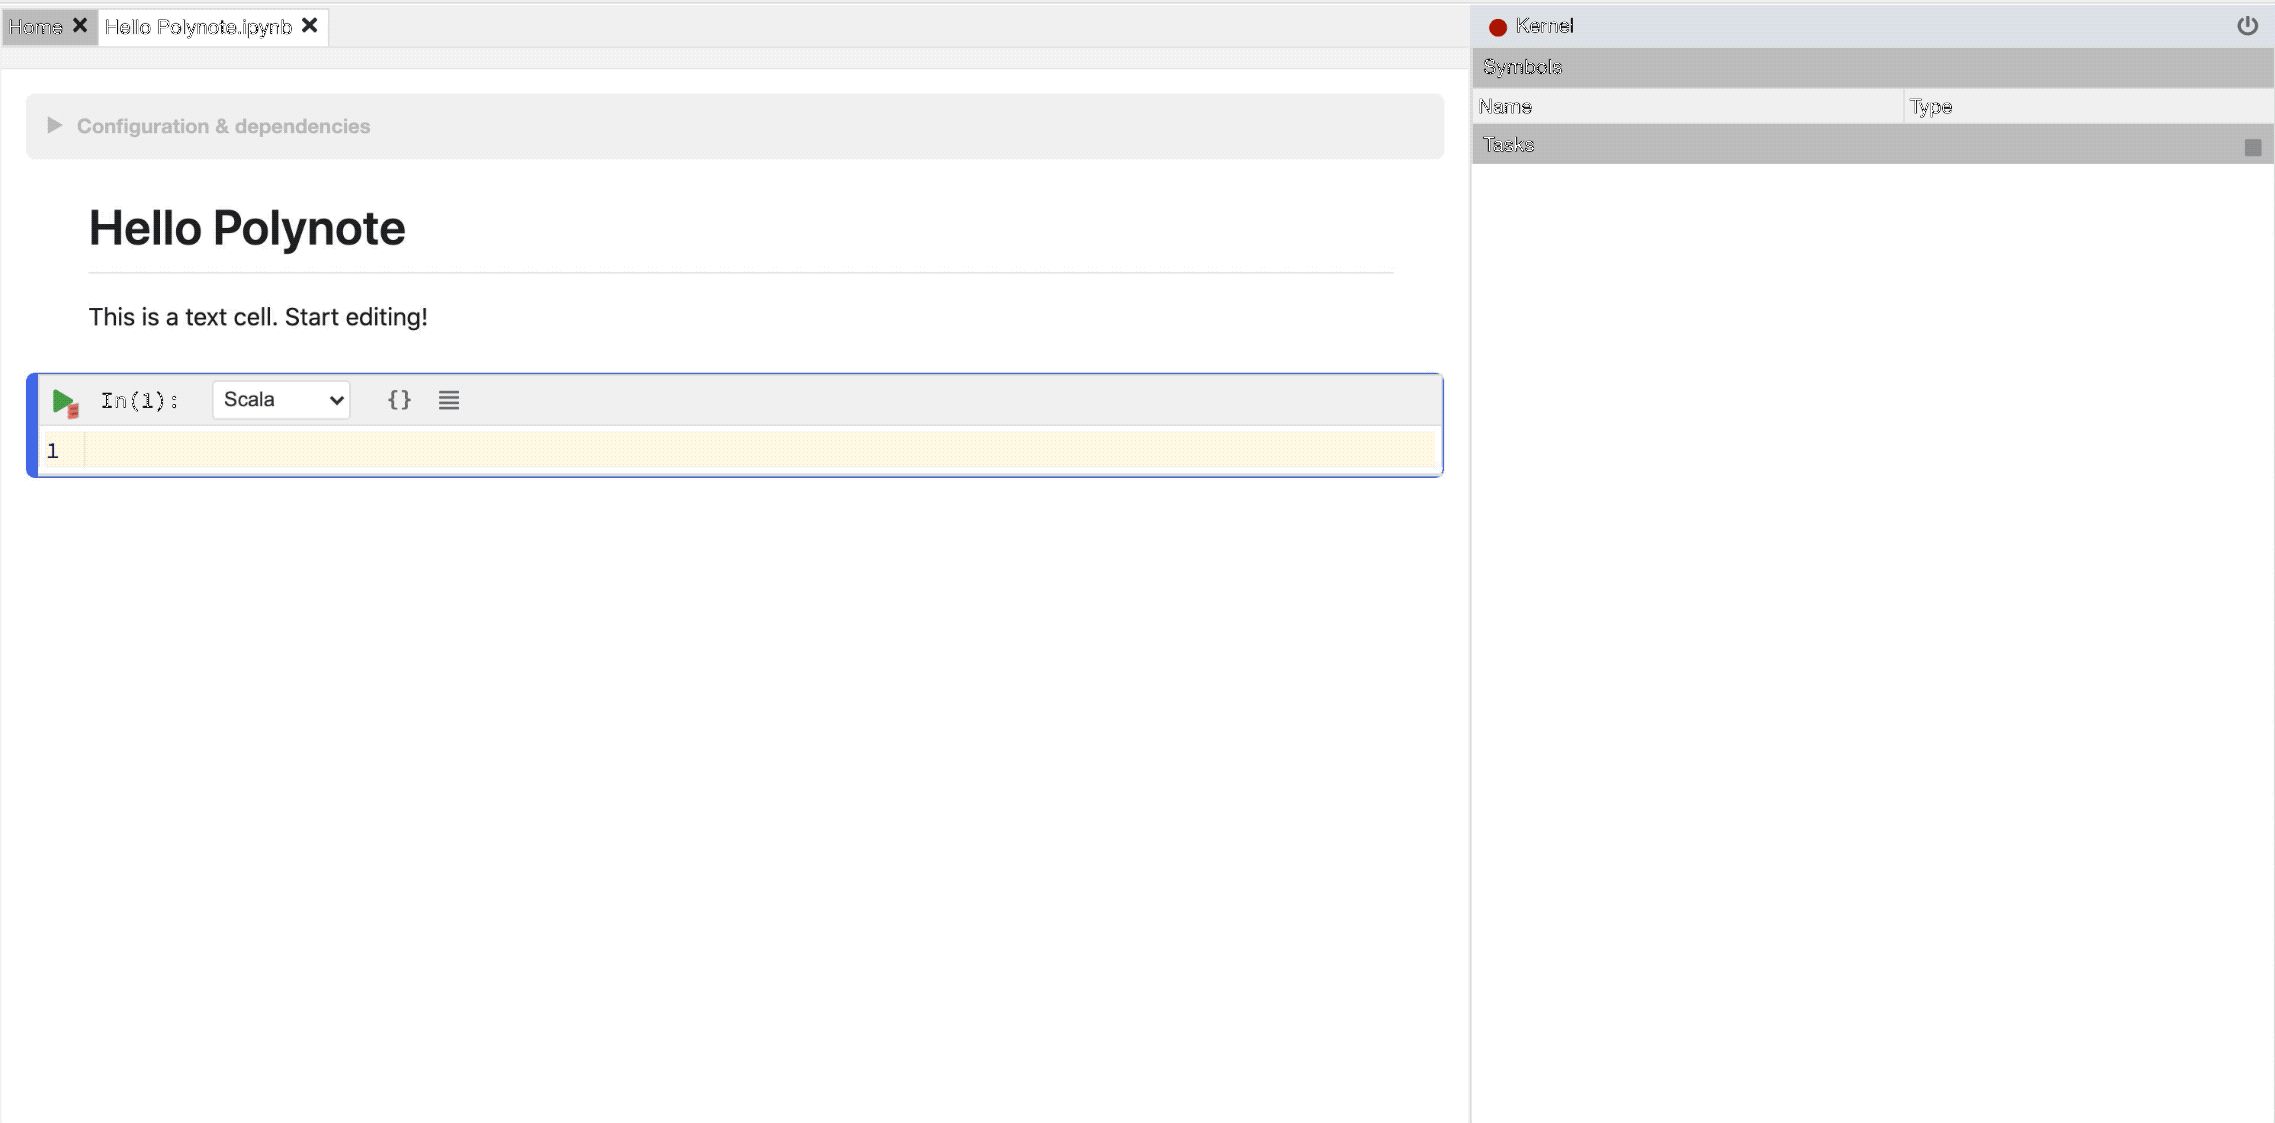 Home
Hello Polynote.ipynb
Configuration & dependencies
Hello Polynote
This is a text cell. Start editing!
In(1): Scala {}
1
Kernel
Symbols
Name Type
Tasks